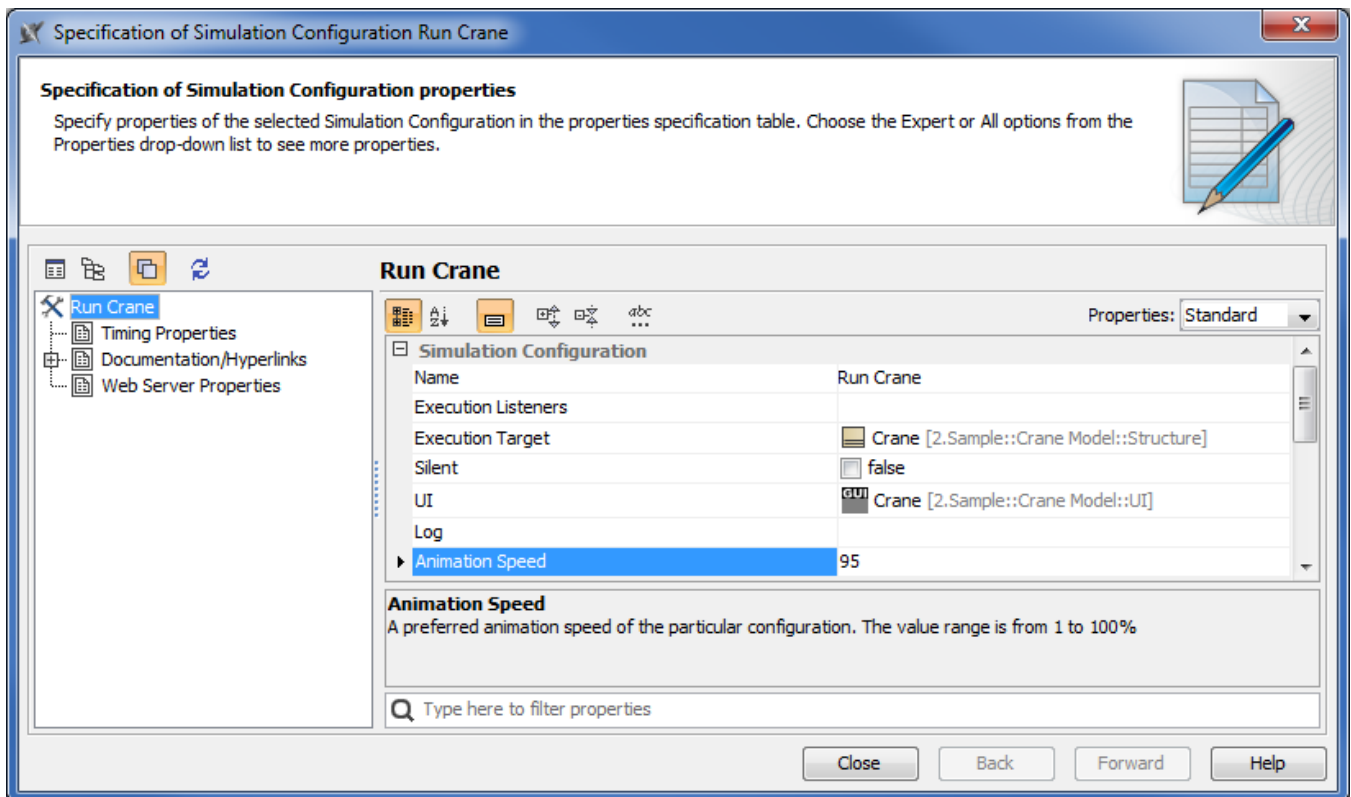 Specification of Simulation Configuration Run Crane
Specification of Simulation Configuration properties
Specify properties of the selected Simulation Configuration in the properties specification table. Choose the Expert or All options from the
Properties drop-down list to see more properties.
Run Crane
Run Crane
Timing Properties
Documentation/Hyperlinks
Web Server Properties
Properties: Standard
Simulation Configuration
Name Run Crane
Execution Listeners
Execution Target Crane [2.Sample::Crane Model::Structure]
Silent false
UI GUI Crane [2.Sample::Crane Model::UI]
Log
Animation Speed 95
Animation Speed
A preferred animation speed of the particular configuration. The value range is from 1 to 100%
Type here to filter properties
Close Back Forward Help